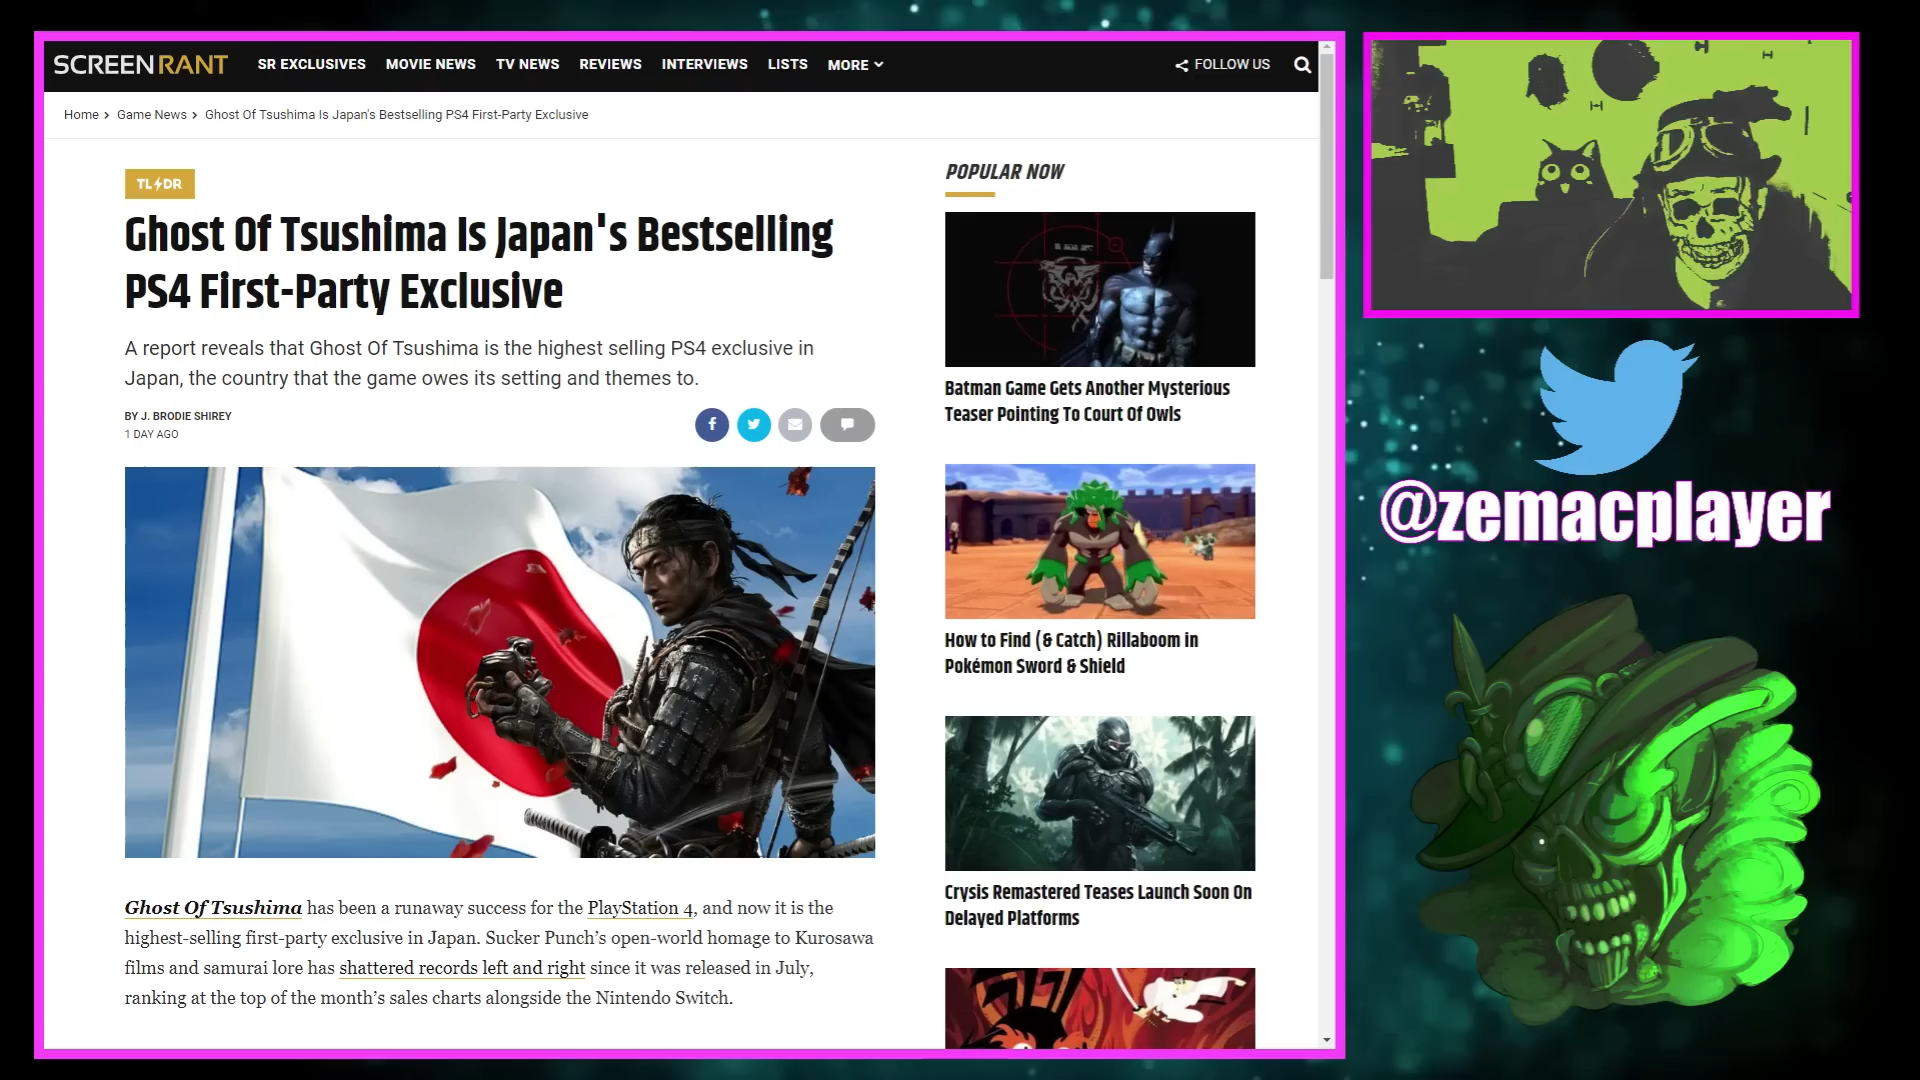 SCREENRANT
SR EXCLUSIVES MOVIE NEWS TV NEWS REVIEWS INTERVIEWS LISTS MORE
FOLLOW US
Home > Game News > Ghost Of Tsushima Is Japan's Bestselling PS4 First-Party Exclusive
TL DR
Ghost Of Tsushima Is Japan's Bestselling
PS4 First-Party Exclusive
A report reveals that Ghost Of Tsushima is the highest selling PS4 exclusive in
Japan, the country that the game owes its setting and themes to.
BY J. BRODIE SHIREY
1 DAY AGO
Ghost Of Tsushima has been a runaway success for the PlayStation 4, and now it is the
highest-selling first-party exclusive in Japan. Sucker Punch’s open-world homage to Kurosawa
films and samurai lore has shattered records left and right since it was released in July,
ranking at the top of the month’s sales charts alongside the Nintendo Switch.
POPULAR NOW
Batman Game Gets Another Mysterious
Teaser Pointing To Court Of Owls
How to Find (& Catch) Rillaboom in
Pokémon Sword & Shield
Crysis Remastered Teases Launch Soon On
Delayed Platforms
@zemacplayer